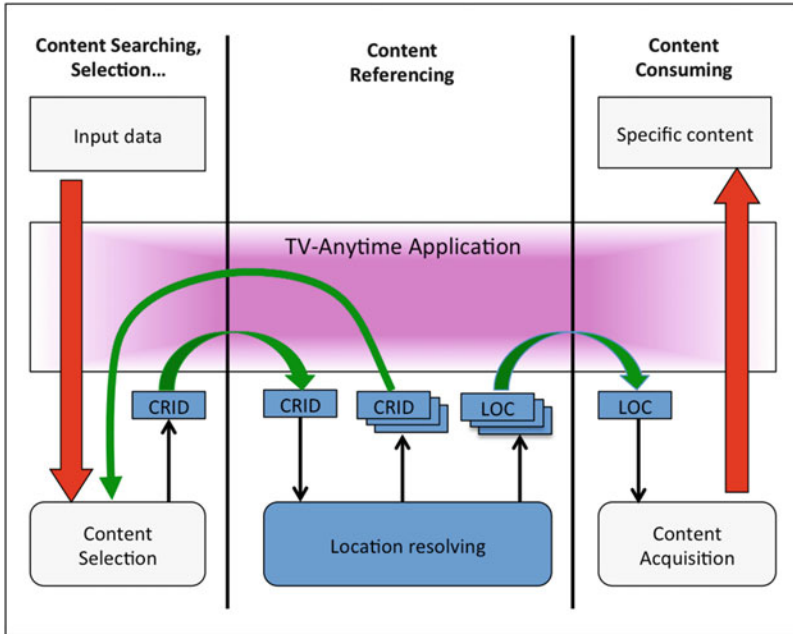 Content Searching,
Selection...
Content
Referencing
Content
Consuming
Input data
Specific content
TV-Anytime Application
CRID
CRID
CRID
LOC
LOC
Content
Selection
Location resolving
Content
Acquisition